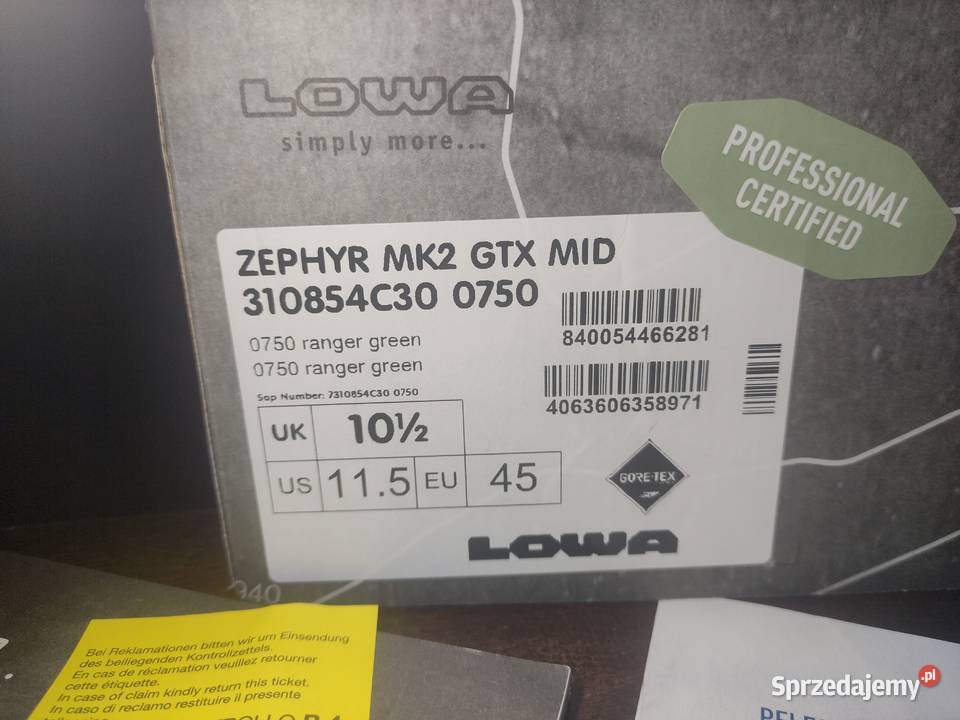 LOWA
simply more...
PROFESSIONAL
CERTIFIED
ZEPHYR MK2 GTX MID
310854C30 0750
0750 ranger green
0750 ranger green
840054466281
4063606358971
Sap Number: 7310854C30 0750
UK 10½
US 11.5 EU 45
GORE-TEX
LOWA
940
Bei Reklamationen bitten wir um Einsendung
des beiliegenden Kontrollzettels.
En cas de réclamation veuillez retourner
cette étiquette.
In case of claim kindly return this ticket.
In caso di reclamo restituire il presente
Sprzedajemy.pl